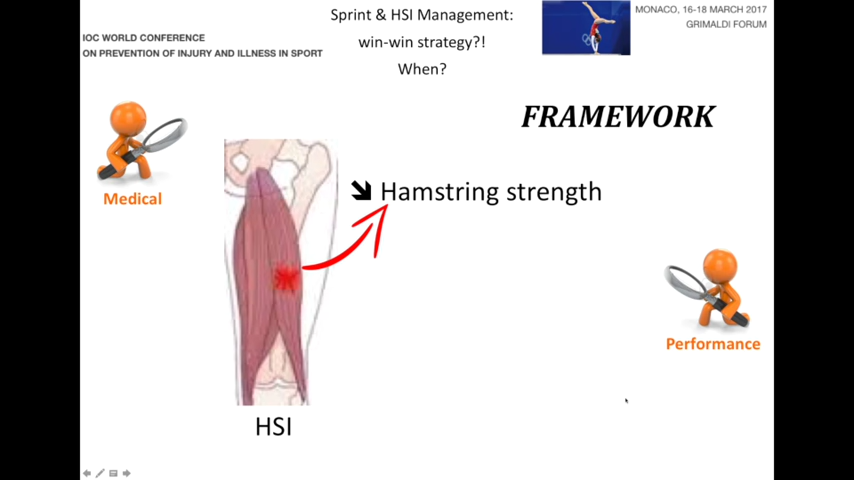 Sprint & HSI Management:
win-win strategy?!
When?
IOC WORLD CONFERENCE
ON PREVENTION OF INJURY AND ILLNESS IN SPORT
MONACO, 16-18 MARCH 2017
GRIMALDI FORUM
FRAMEWORK
Medical
Hamstring strength
Performance
HSI